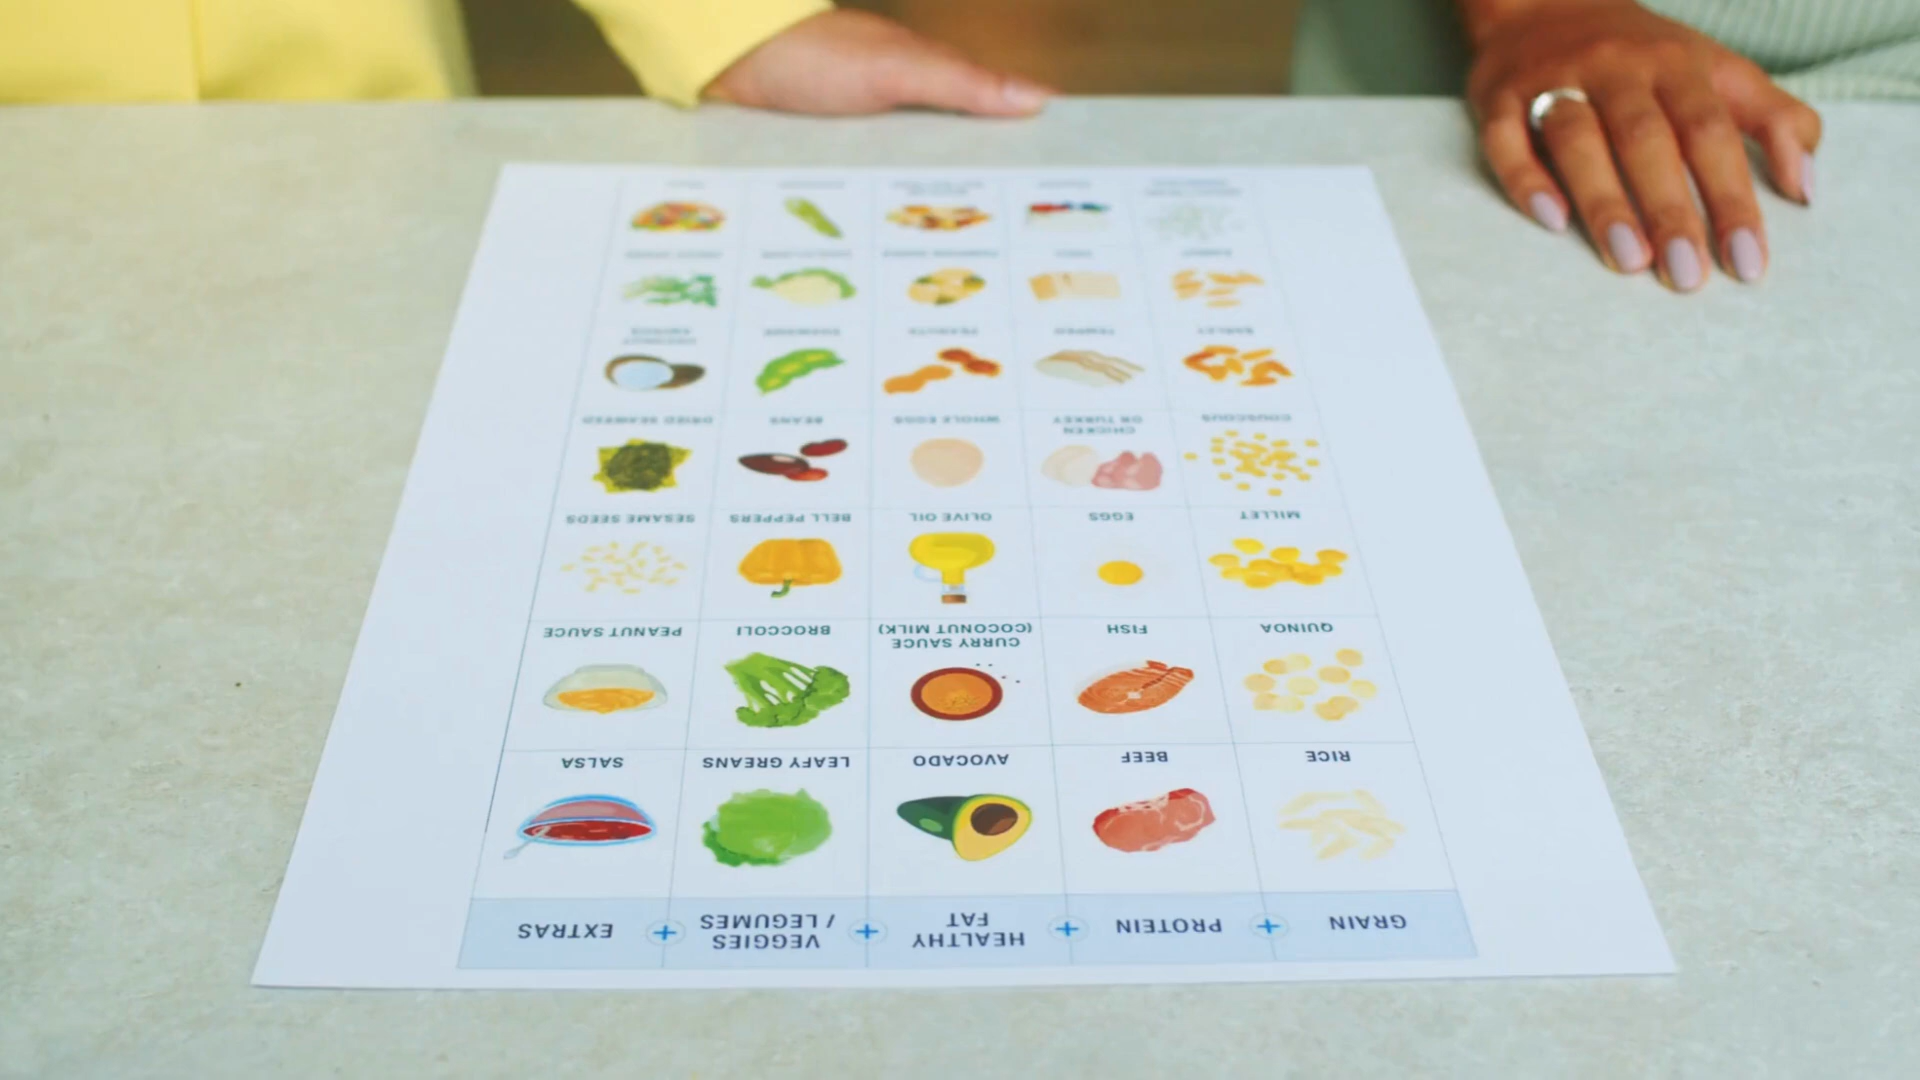 GRAIN + PROTEIN + HEALTHY FAT + VEGGIES / LEGUMES + EXTRAS
RICE
BEEF
AVOCADO
LEAFY GREANS
SALSA
QUINOA
FISH
CURRY SAUCE
(COCONUT MILK)
BROCCOLI
PEANUT SAUCE
MILLET
EGGS
OLIVE OIL
BELL PEPPERS
SESAME SEEDS
COUSCOUS
CHICKEN
OR TURKEY
WHOLE EGGS
BEANS
DRIED SEAWEED
BARLEY
TEMPEH
PEANUTS
EDAMAME
COCONUT